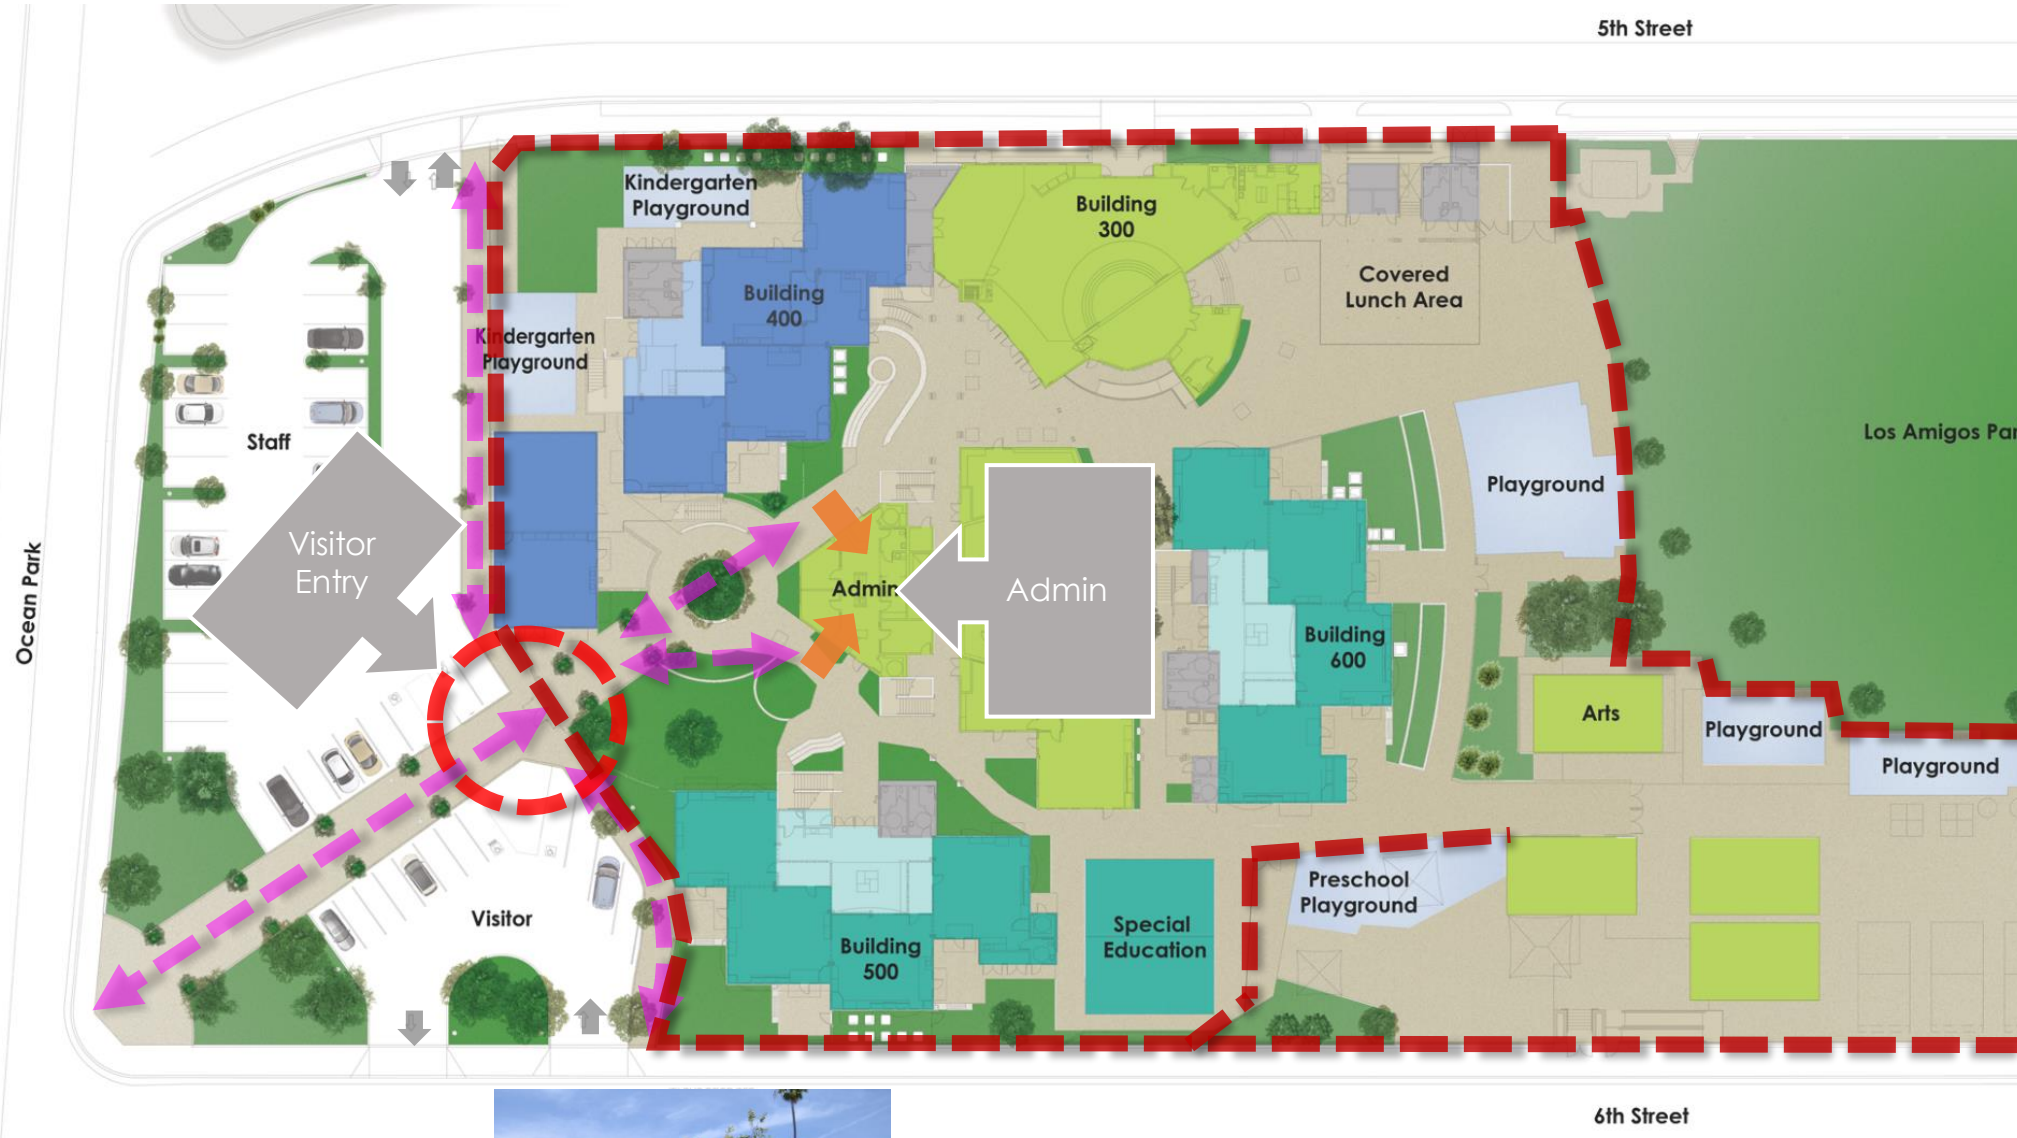 5th Street
Kindergarten
Playground
Building
300
Building
400
Covered
Lunch Area
Kindergarten
Playground
Staff
Los Amigos Par
Playground
Visitor
Entry
Admin
Admin
Ocean Park
Building
600
Arts
Playground
Playground
Preschool
Playground
Visitor
Special
Education
Building
500
6th Street